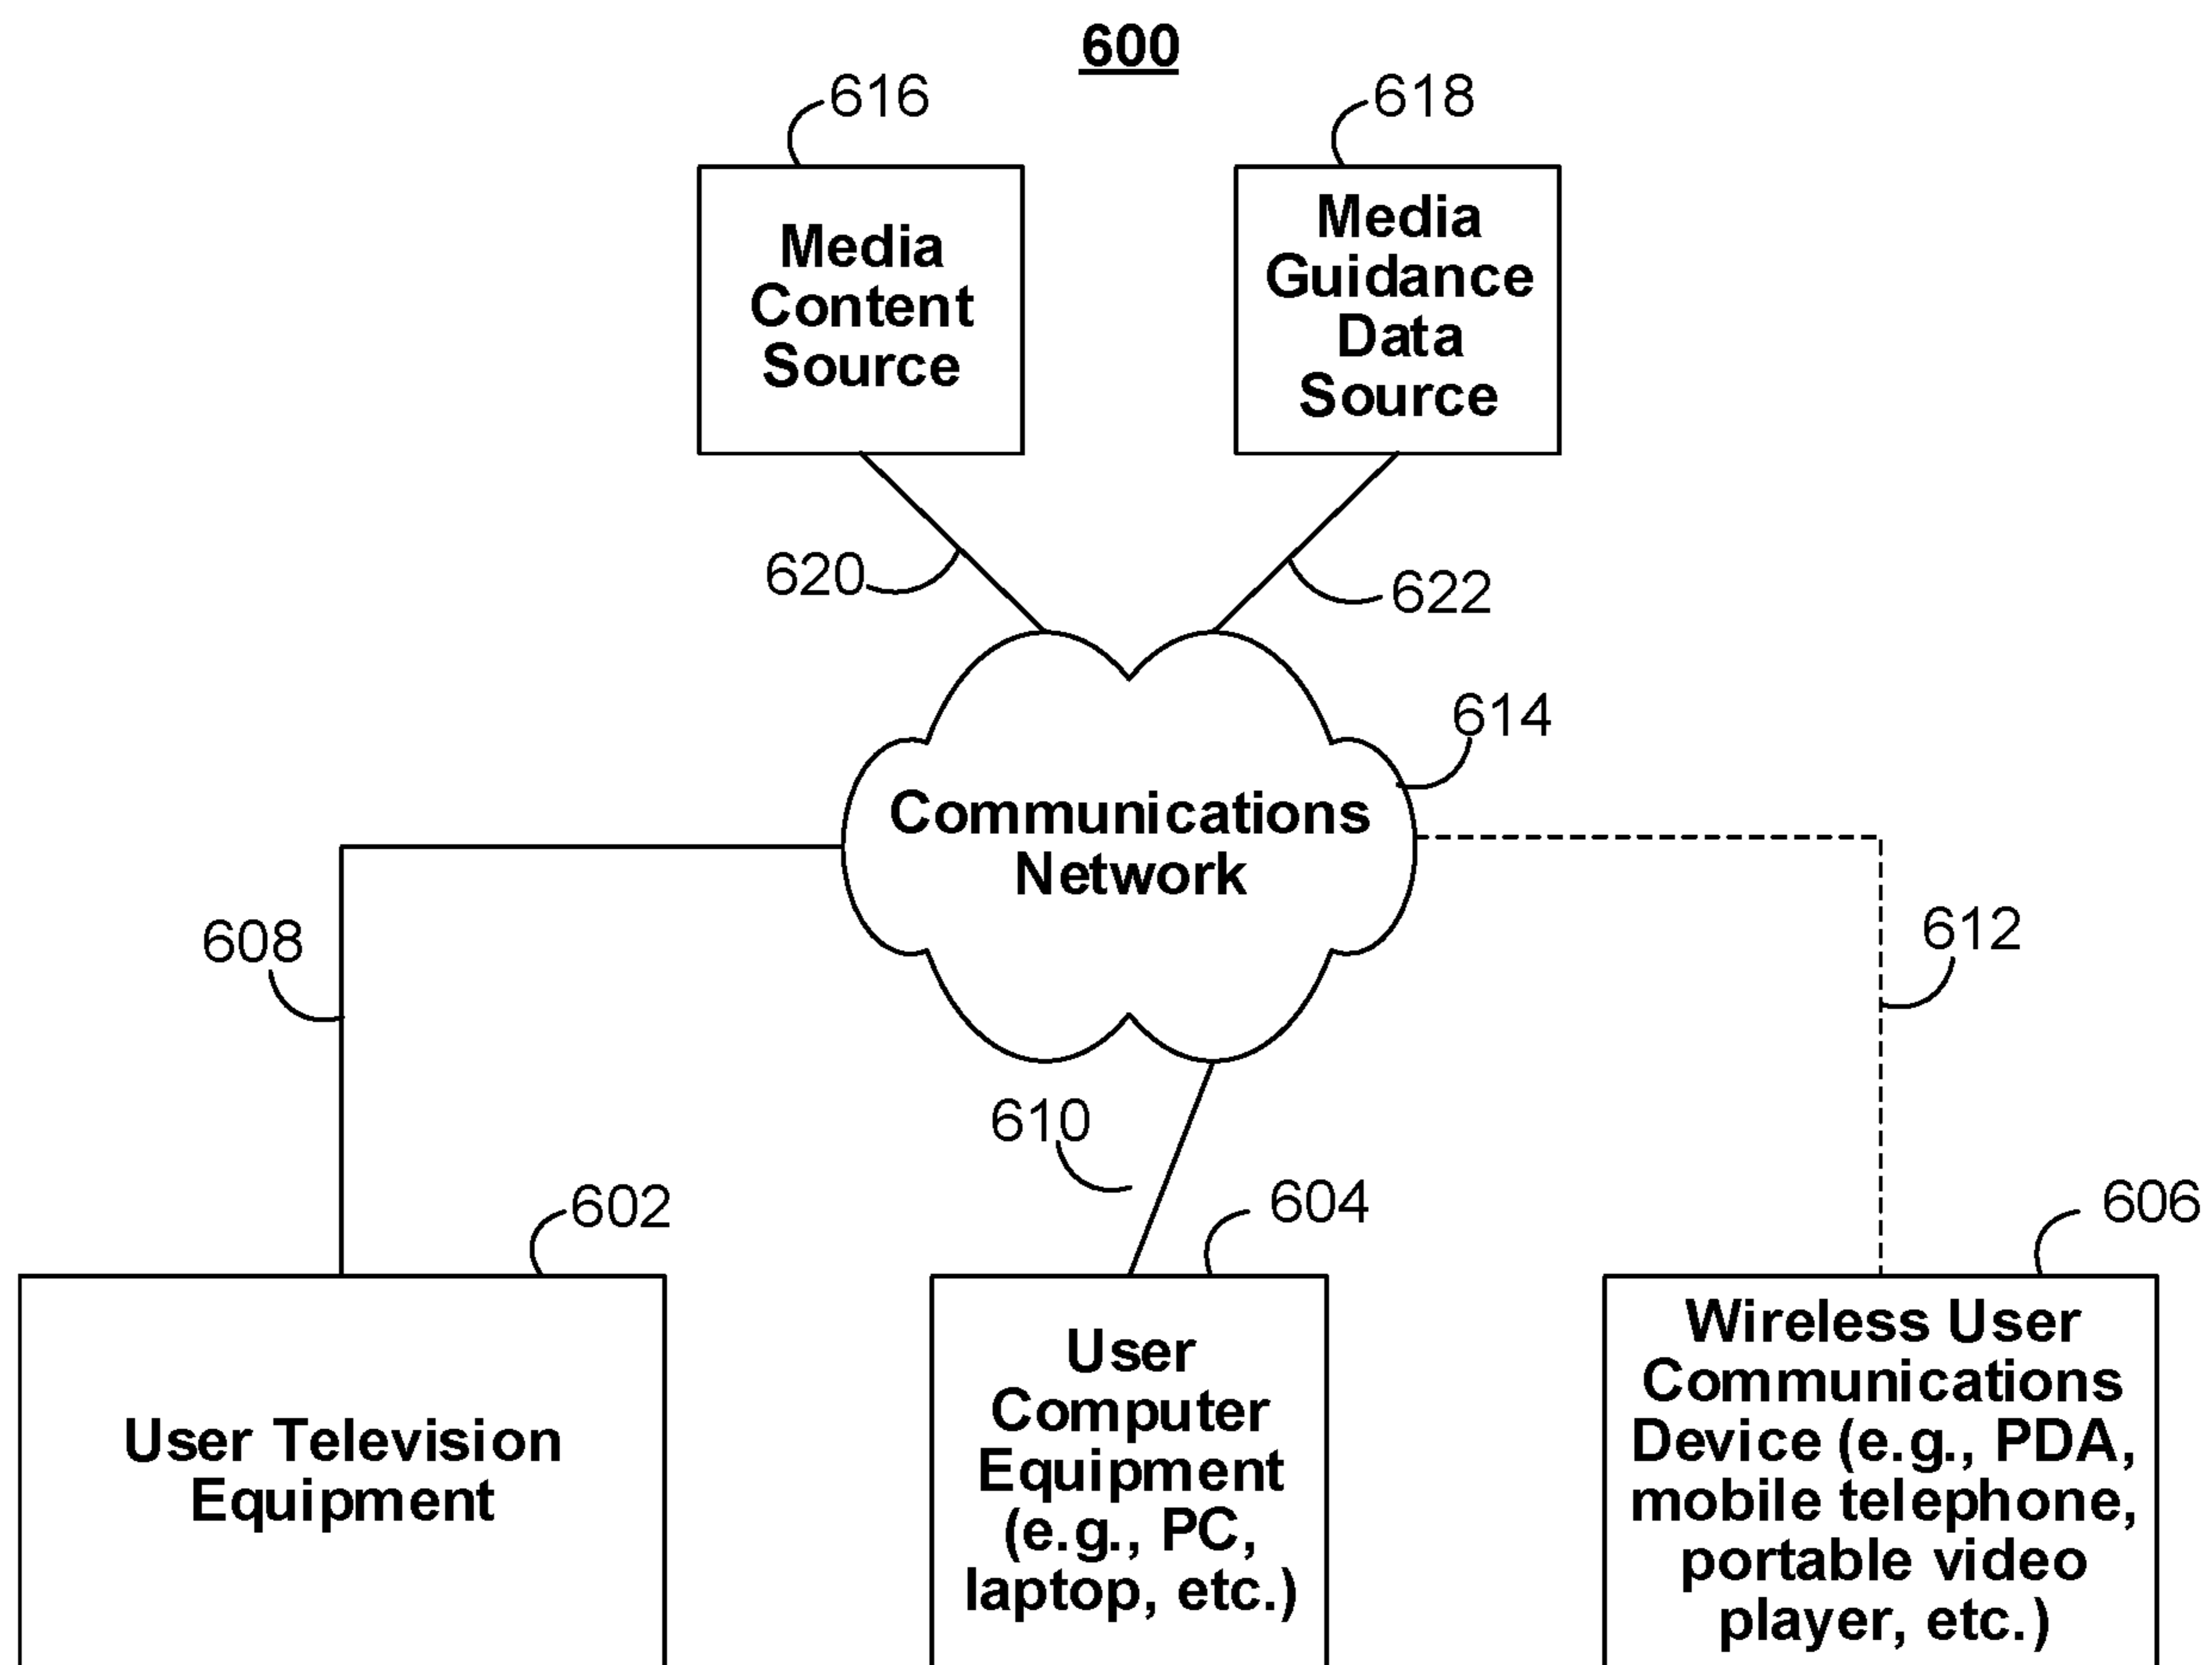 600
616
618
Media
Content
Source
Media
Guidance
Data
Source
620
622
614
Communications
Network
608
612
610
602
604
606
User Television
Equipment
User
Computer
Equipment
(e.g., PC,
laptop, etc.)
Wireless User
Communications
Device (e.g., PDA,
mobile telephone,
portable video
player, etc.)